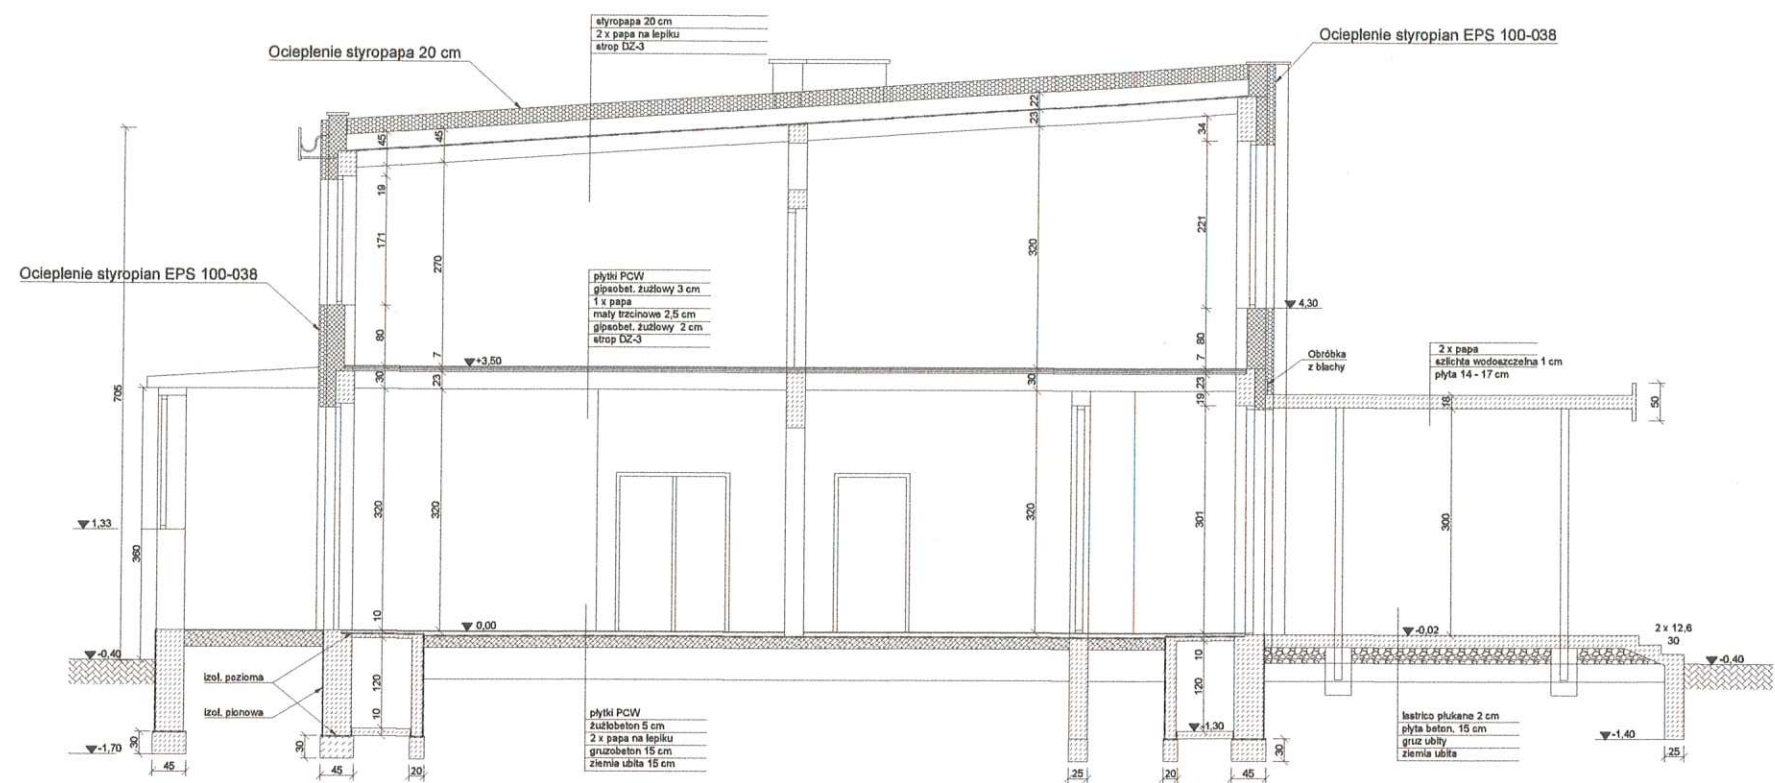 styropapa 20 cm
2 x papa na lepiku
strop DZ-3
Ocieplenie styropapa 20 cm
Ocieplenie styropian EPS 100-038
45
45
22
23
34
19
171
270
320
221
705
Ocieplenie styropian EPS 100-038
płytki PCW
gipsobet. żużlowy 3 cm
1 x papa
maty trzcinowe 2,5 cm
gipsobet. żużlowy 2 cm
strop DZ-3
4,30
80
7
80
7
+3,50
30
23
30
23
19
Obróbka
z blachy
2 x papa
szlichta wodoszczelna 1 cm
płyta 14 - 17 cm
18
50
1,33
360
320
320
320
301
300
10
0,00
-0,02
2 x 12,6
30
-0,40
-0,40
izol. pozioma
izol. pionowa
120
10
10
120
-1,30
płytki PCW
żużlobeton 5 cm
2 x papa na lepiku
gruzobeton 15 cm
ziemia ubita 15 cm
lastrico płukane 2 cm
płyta beton. 15 cm
gruz ubity
ziemia ubita
-1,70
30
30
30
-1,40
45
45
20
25
20
45
25